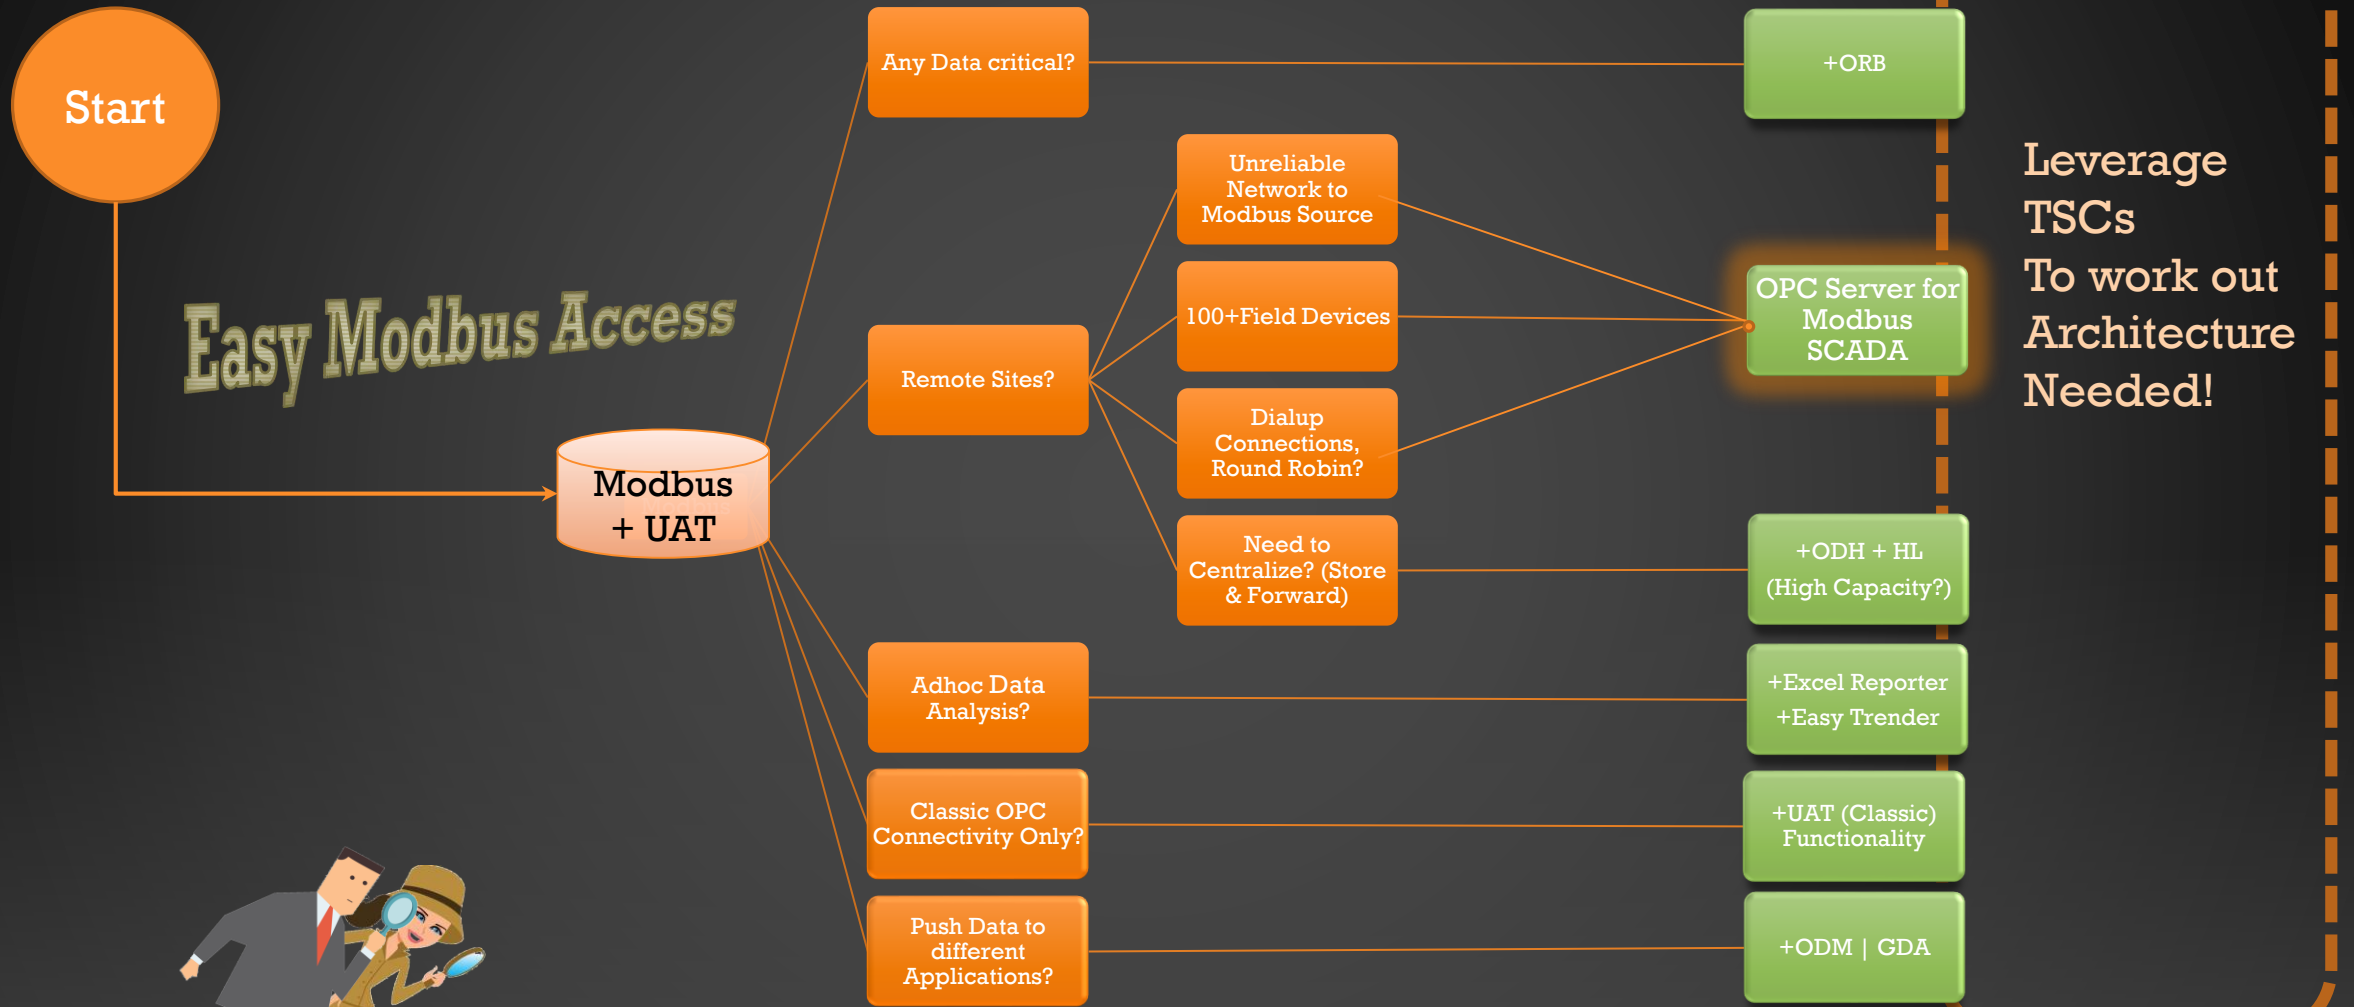 Start
Easy Modbus Access
Modbus
+ UAT
Any Data critical?
+ORB
Remote Sites?
Unreliable
Network to
Modbus Source
100+Field Devices
Dialup
Connections,
Round Robin?
OPC Server for
Modbus
SCADA
Need to
Centralize? (Store
& Forward)
+ODH + HL
(High Capacity?)
Adhoc Data
Analysis?
+Excel Reporter
+Easy Trender
Classic OPC
Connectivity Only?
+UAT (Classic)
Functionality
Push Data to
different
Applications?
+ODM | GDA
Leverage
TSCs
To work out
Architecture
Needed!